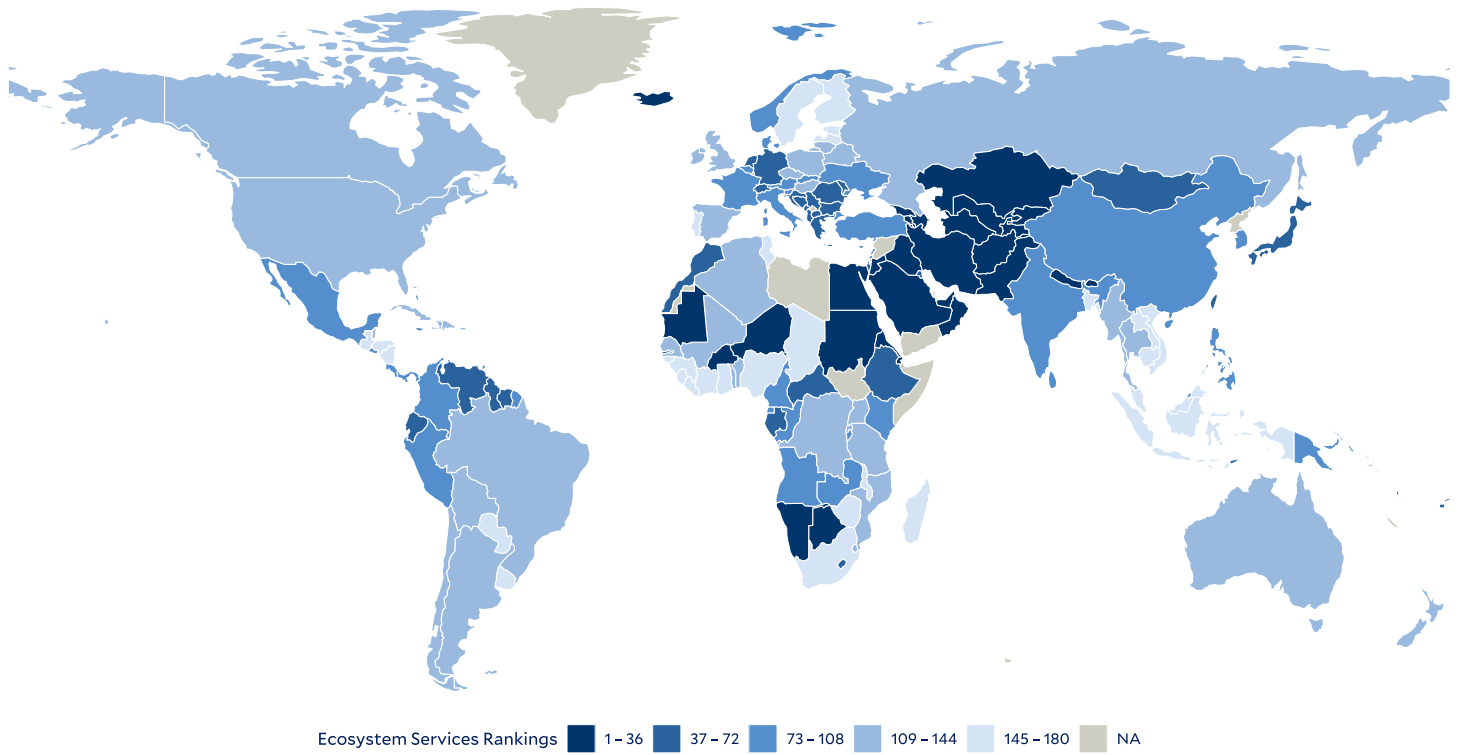 Ecosystem Services Rankings 1 – 36 37 – 72 73 – 108 109 – 144 145 – 180 NA